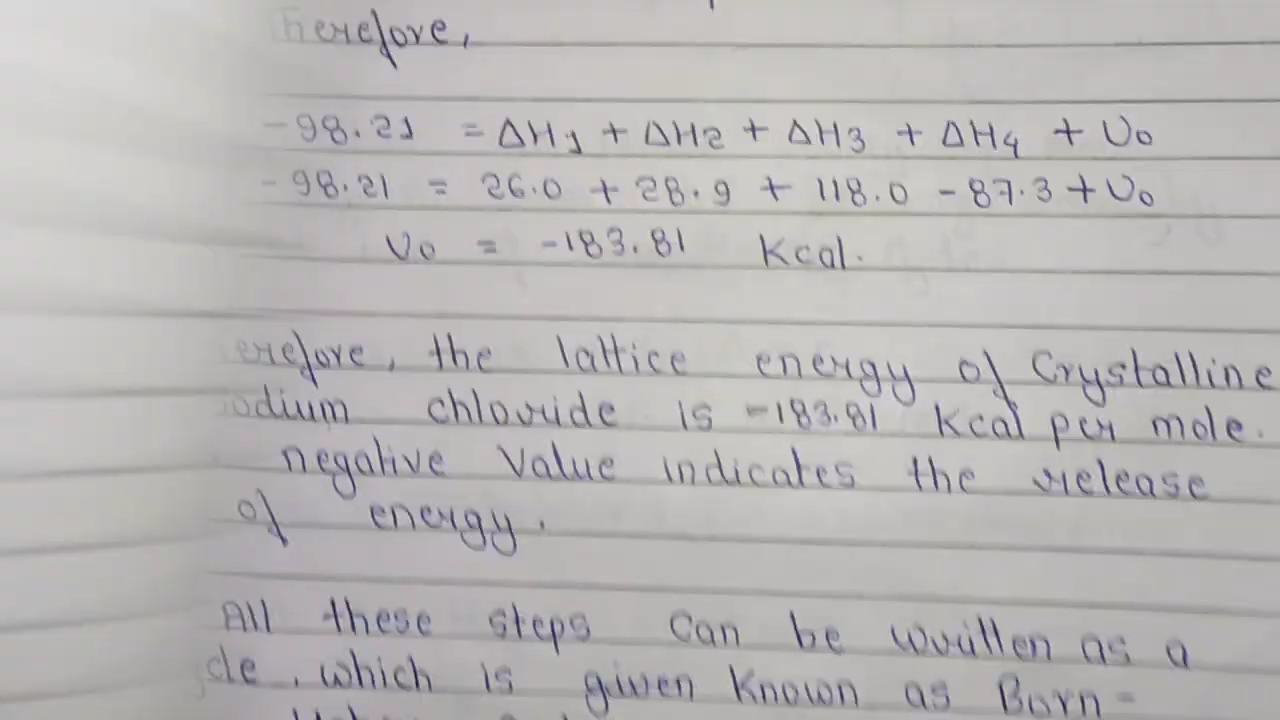 herefore,
-98.21 = ΔH1 + ΔH2 + ΔH3 + ΔH4 + U0
-98.21 = 26.0 + 28.9 + 118.0 - 87.3 + U0
U0 = -183.81 Kcal.
erefore, the lattice energy of Crystalline
odium chloride is -183.81 Kcal per mole.
negative Value indicates the release
of energy.
All these steps can be written as a
cle, which is given known as Born-